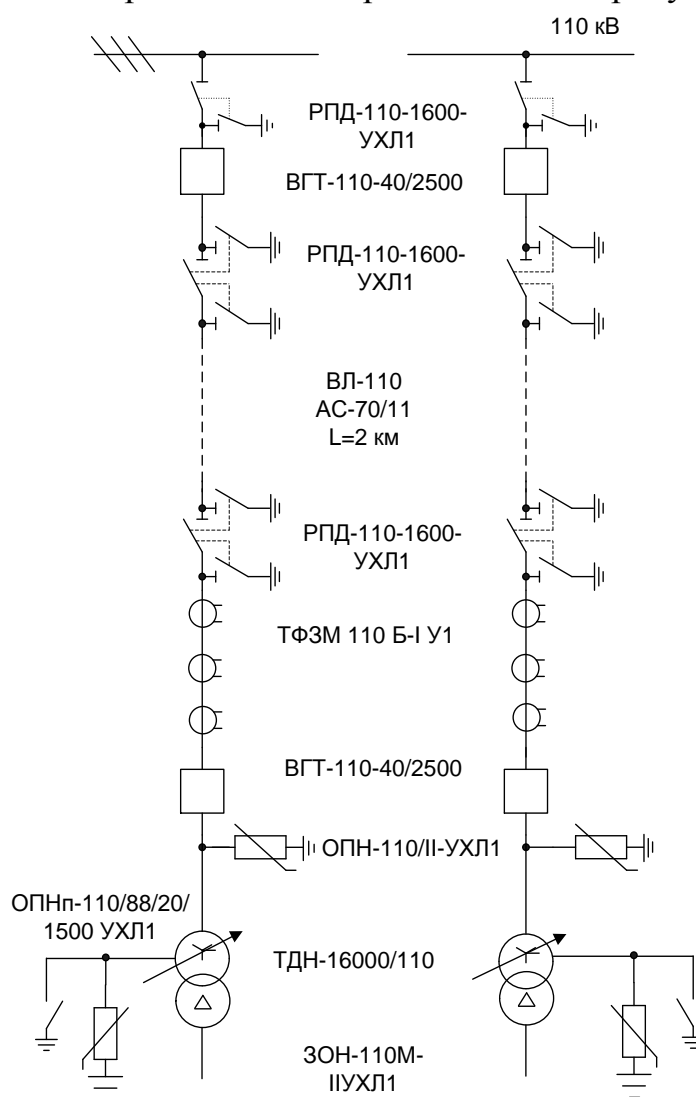 110 кВ
РПД-110-1600-
УХЛ1
ВГТ-110-40/2500
РПД-110-1600-
УХЛ1
ВЛ-110
АС-70/11
L=2 км
РПД-110-1600-
УХЛ1
ТФЗМ 110 Б-I У1
ВГТ-110-40/2500
ОПН-110/II-УХЛ1
ОПНп-110/88/20/
1500 УХЛ1
ТДН-16000/110
ЗОН-110М-
IIУХЛ1